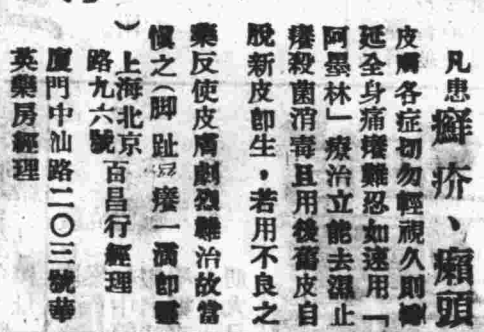 凡患癬疥、癩頭
皮膚各症切勿輕視久則
延全身痛癢難忍如速用「
阿墨林」療治立能去濕止
癢殺菌消毒且用後舊皮自
脫新皮即生，若用不良之
藥反使皮膚劇烈難治故當
慎之（脚趾癢一滴即靈
）上海北京
路九六號百昌行經理
廈門中汕路二〇三號華
英藥房經理